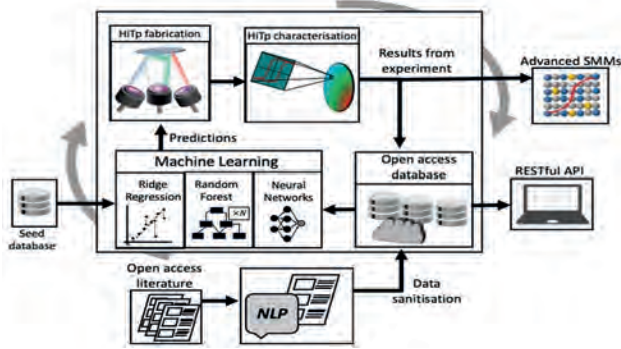 HiTp fabrication
HiTp characterisation
Results from
experiment
Advanced SMMs
Predictions
Machine Learning
Ridge
Regression
Random
Forest
×N
Neural
Networks
Open access
database
RESTful API
Seed
database
Open access
literature
NLP
Data
sanitisation